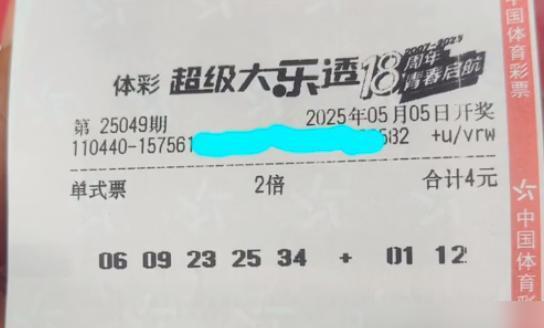 体彩 超级大乐透 18周年 2007-2025 青春启航
第 25049期 2025年05月05日开奖
110440-157561 582 +u/vrw
单式票 2倍 合计4元
06 09 23 25 34 + 01 12
中国体育彩票
中国体育彩